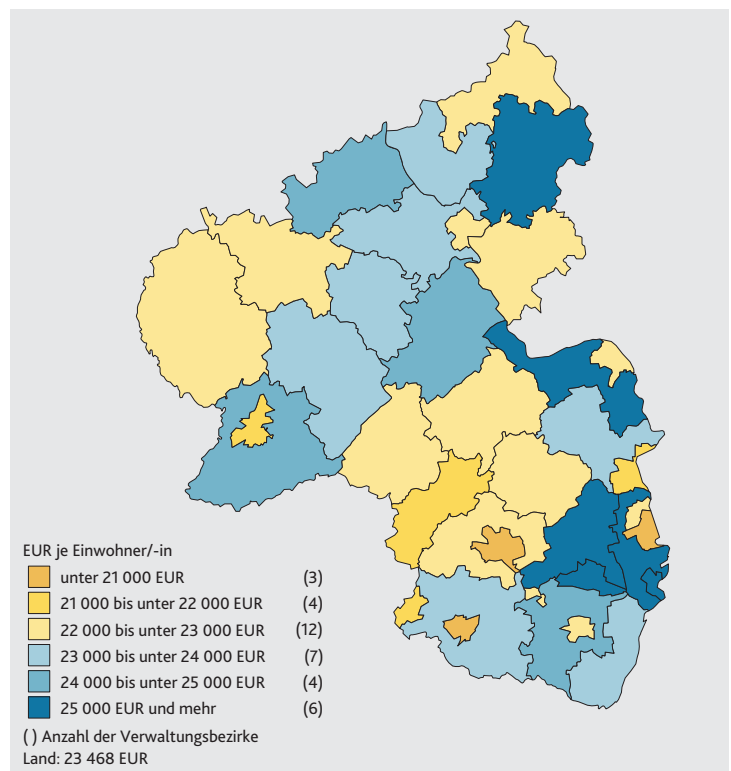 EUR je Einwohner/-in
unter 21 000 EUR (3)
21 000 bis unter 22 000 EUR (4)
22 000 bis unter 23 000 EUR (12)
23 000 bis unter 24 000 EUR (7)
24 000 bis unter 25 000 EUR (4)
25 000 EUR und mehr (6)
( ) Anzahl der Verwaltungsbezirke
Land: 23 468 EUR